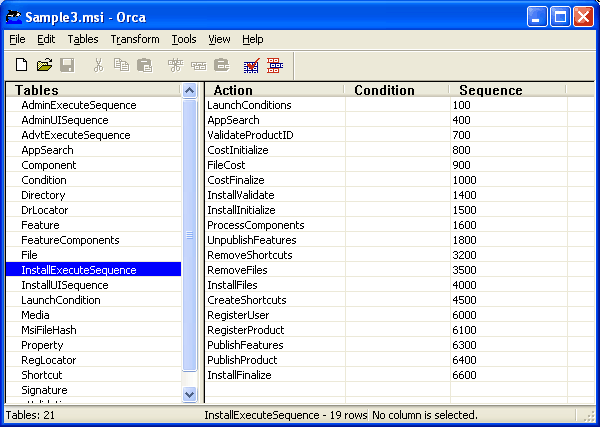 Sample3.msi - Orca
File Edit Tables Transform Tools View Help
Tables
AdminExecuteSequence
AdminUISequence
AdvtExecuteSequence
AppSearch
Component
Condition
Directory
DrLocator
Feature
FeatureComponents
File
InstallExecuteSequence
InstallUISequence
LaunchCondition
Media
MsiFileHash
Property
RegLocator
Shortcut
Signature
Action Condition Sequence
LaunchConditions 100
AppSearch 400
ValidateProductID 700
CostInitialize 800
FileCost 900
CostFinalize 1000
InstallValidate 1400
InstallInitialize 1500
ProcessComponents 1600
UnpublishFeatures 1800
RemoveShortcuts 3200
RemoveFiles 3500
InstallFiles 4000
CreateShortcuts 4500
RegisterUser 6000
RegisterProduct 6100
PublishFeatures 6300
PublishProduct 6400
InstallFinalize 6600
Tables: 21
InstallExecuteSequence - 19 rows
No column is selected.